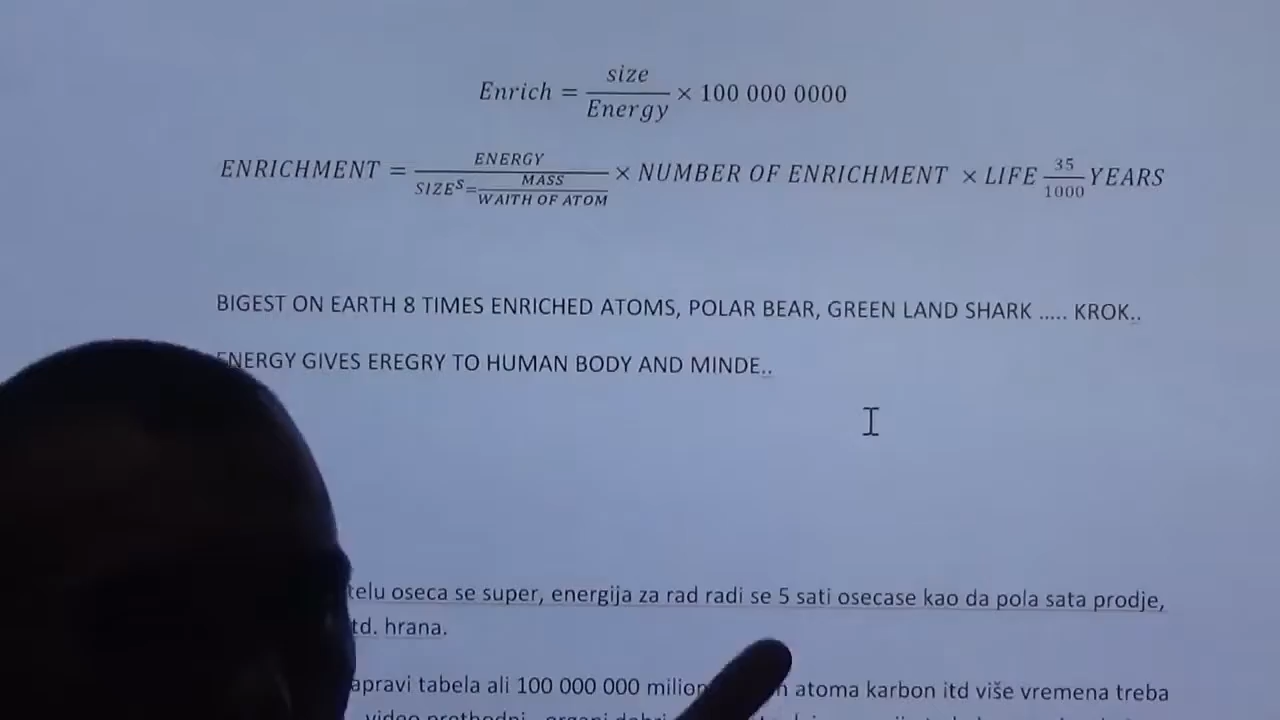 Enrich = size / Energy × 100 000 0000
ENRICHMENT = ENERGY / SIZE^S = MASS / WAITH OF ATOM × NUMBER OF ENRICHMENT × LIFE 35/1000 YEARS
BIGEST ON EARTH 8 TIMES ENRICHED ATOMS, POLAR BEAR, GREEN LAND SHARK ..... KROK..
ENERGY GIVES EREGRY TO HUMAN BODY AND MINDE..
telu oseca se super, energija za rad radi se 5 sati osecase kao da pola sata prodje,
td. hrana.
apravi tabela ali 100 000 000 milion atoma karbon itd više vremena treba
video prethodni